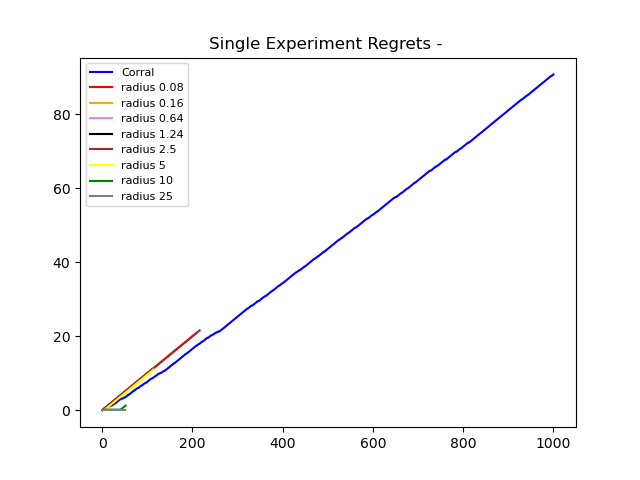 Single Experiment Regrets -
Corral
radius 0.08
radius 0.16
radius 0.64
radius 1.24
radius 2.5
radius 5
radius 10
radius 25
80
60
40
20
0
0 200 400 600 800 1000